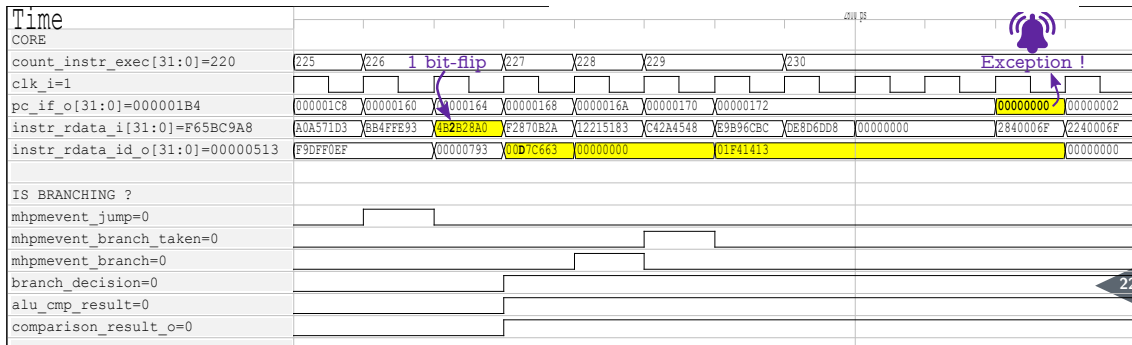 Time
2000 ps
CORE
count_instr_exec[31:0]=220 225 226 227 228 229 230
1 bit-flip
Exception !
clk_i=1
pc_if_o[31:0]=000001B4 000001C8 00000160 00000164 00000168 0000016A 00000170 00000172 00000000 00000002
instr_rdata_i[31:0]=F65BC9A8 A0A571D3 BB4FFE93 4B2B28A0 F2870B2A 12215183 C42A4548 E9B96CBC DE8D6DD8 00000000 2840006F 2240006F
instr_rdata_id_o[31:0]=00000513 F9DFF0EF 00000793 00D7C663 00000000 01F41413 00000000
IS BRANCHING ?
mhpmevent_jump=0
mhpmevent_branch_taken=0
mhpmevent_branch=0
branch_decision=0
22
alu_cmp_result=0
comparison_result_o=0